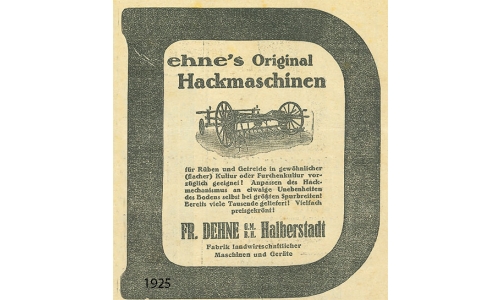 Dehne's Original
Hackmaschinen
für Rüben und Getreide in gewöhnlicher
(flacher) Kultur oder Furchenkultur vor-
züglich geeignet! Anpassen des Hack-
mechanismus an etwaige Unebenheiten
des Bodens selbst bei größten Spurbreiten!
Bereits viele Tausende geliefert! Vielfach
preisgekrönt!
FR. DEHNE G.M.B.H. Halberstadt
Fabrik landwirtschaftlicher
Maschinen und Geräte
1925